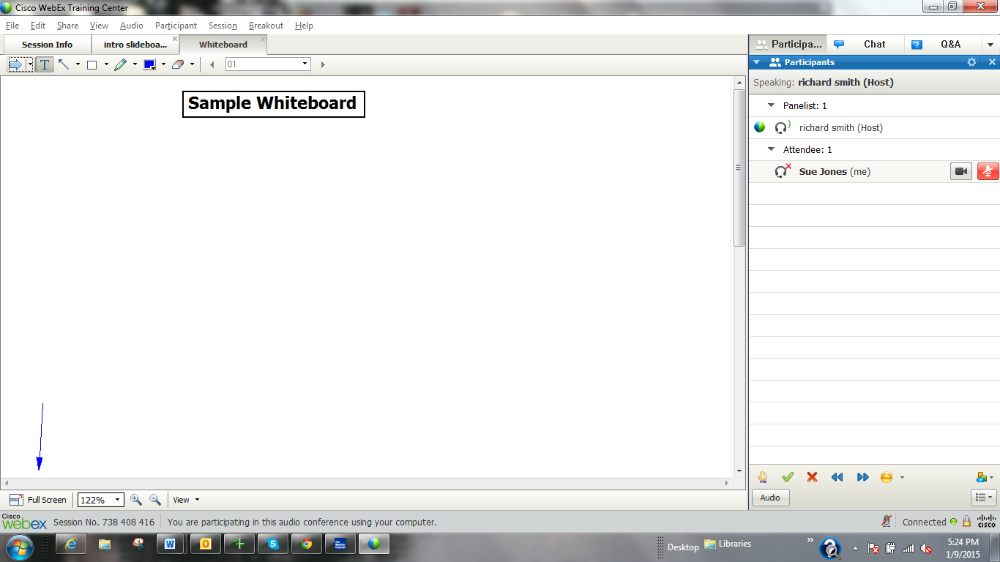 Cisco WebEx Training Center
File Edit Share View Audio Participant Session Breakout Help
Session Info
intro slideboa...
Whiteboard
Participa...
Chat
Q&A
T
01
Participants
Speaking: richard smith (Host)
Sample Whiteboard
Panelist: 1
richard smith (Host)
Attendee: 1
Sue Jones (me)
Full Screen
122%
View
Audio
Cisco
webex
Session No. 738 408 416
You are participating in this audio conference using your computer.
Connected
CISCO
Desktop
Libraries
5:24 PM
1/9/2015